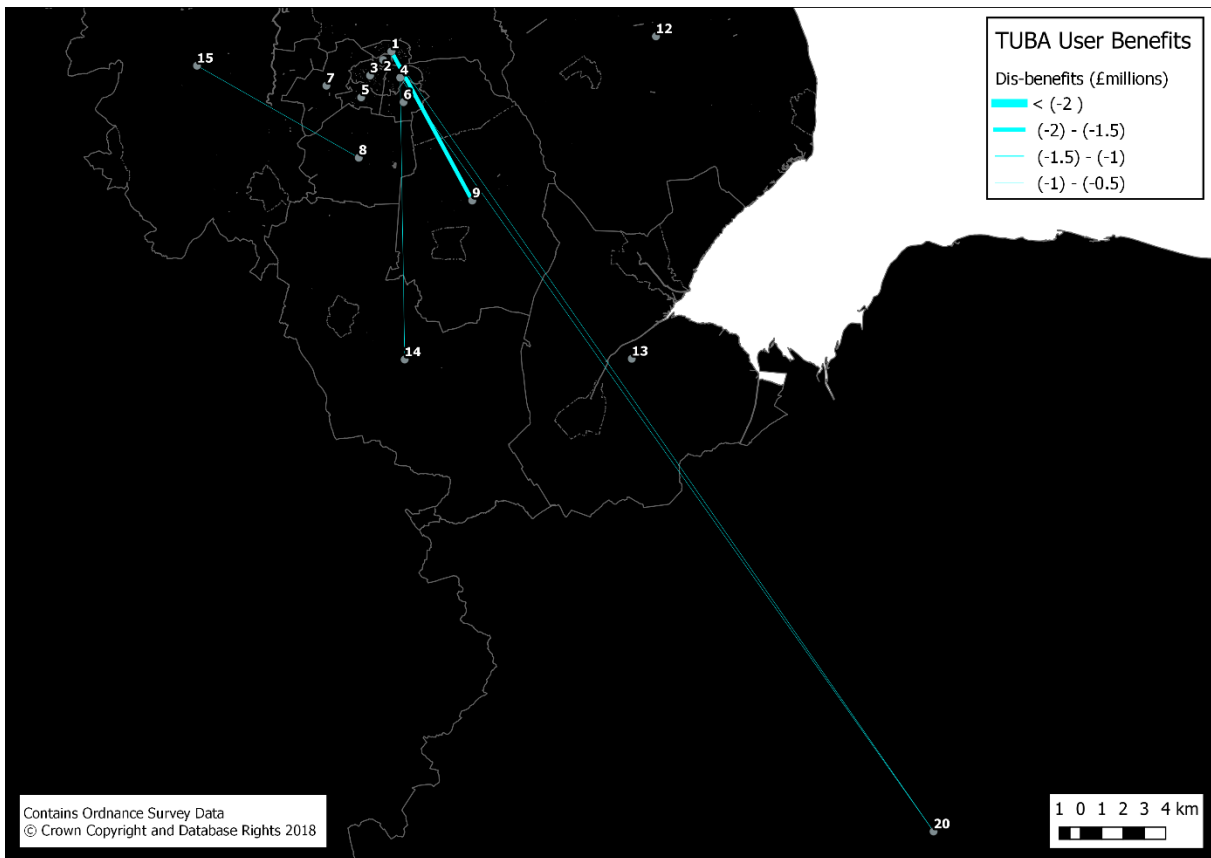 TUBA User Benefits
Dis-benefits (£millions)
< (-2 )
(-2) - (-1.5)
(-1.5) - (-1)
(-1) - (-0.5)
12
1
15
2
3
4
7
5
6
8
9
14
13
20
Contains Ordnance Survey Data
© Crown Copyright and Database Rights 2018
1 0 1 2 3 4 km